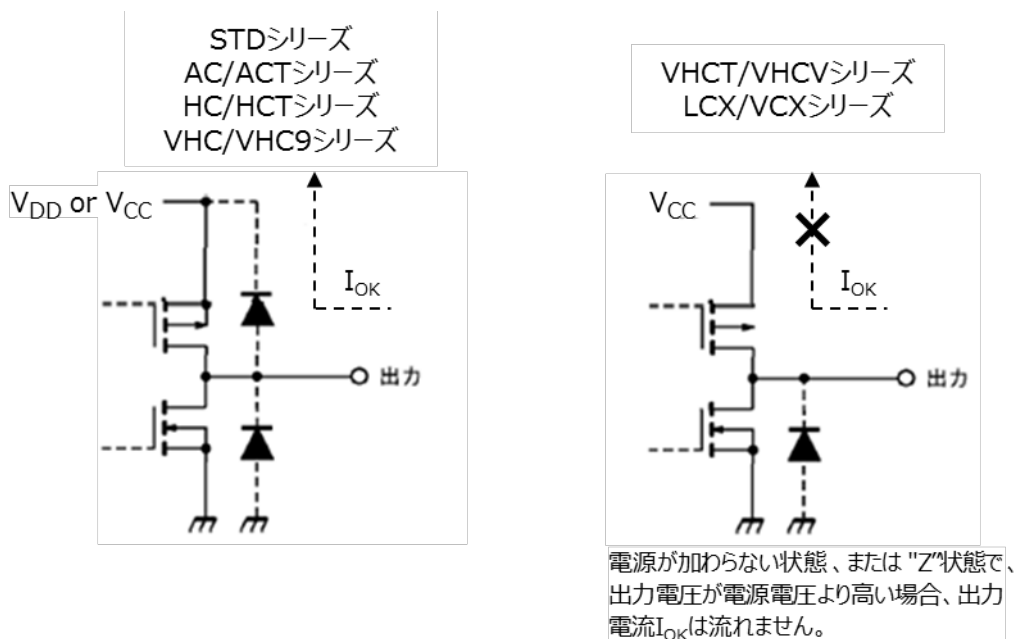 STDシリーズ
AC/ACTシリーズ
HC/HCTシリーズ
VHC/VHC9シリーズ
VDD or VCC
IOK
出力
VHCT/VHCVシリーズ
LCX/VCXシリーズ
VCC
IOK
出力
電源が加わらない状態、または "Z"状態で、
出力電圧が電源電圧より高い場合、出力
電流IOKは流れません。